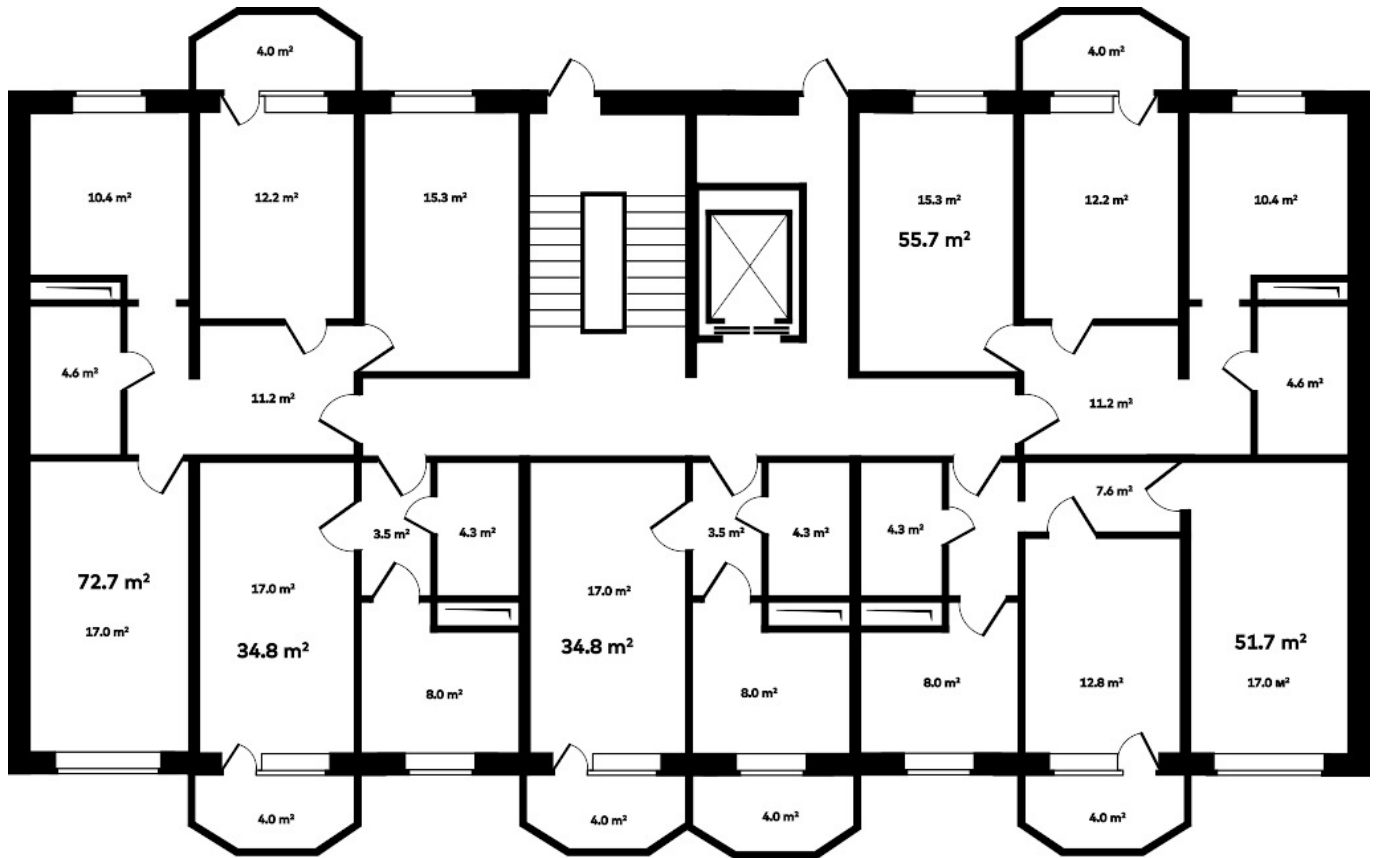 4.0 m²
4.0 m²
10.4 m²
12.2 m²
15.3 m²
15.3 m²
12.2 m²
10.4 m²
55.7 m²
4.6 m²
11.2 m²
11.2 m²
4.6 m²
7.6 m²
3.5 m²
4.3 m²
3.5 m²
4.3 m²
4.3 m²
72.7 m²
17.0 m²
17.0 m²
17.0 m²
34.8 m²
34.8 m²
51.7 m²
8.0 m²
8.0 m²
8.0 m²
12.8 m²
17.0 м²
4.0 m²
4.0 m²
4.0 m²
4.0 m²